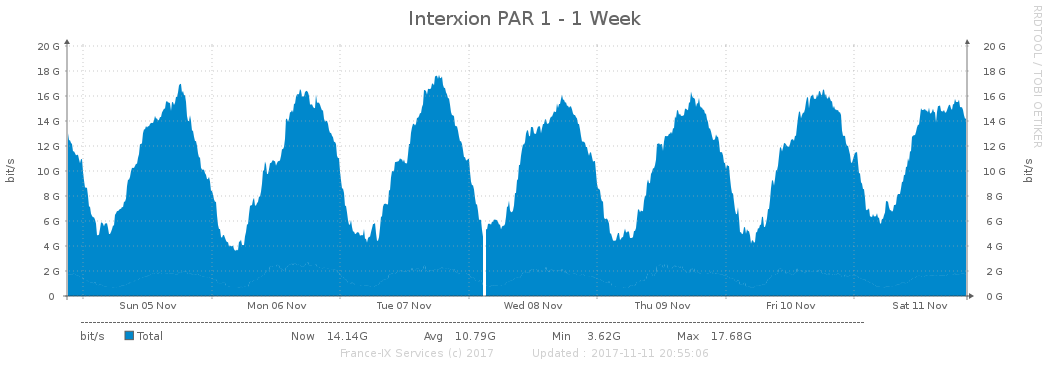 Interxion PAR 1 - 1 Week
RRDTOOL / TOBI OETIKER
20 G 20 G
18 G 18 G
16 G 16 G
14 G 14 G
12 G 12 G
10 G 10 G
8 G 8 G
6 G 6 G
4 G 4 G
2 G 2 G
0 0 G
bit/s
bit/s
Sun 05 Nov Mon 06 Nov Tue 07 Nov Wed 08 Nov Thu 09 Nov Fri 10 Nov Sat 11 Nov
bit/s Total Now 14.14G Avg 10.79G Min 3.62G Max 17.68G
France-IX Services (c) 2017 Updated : 2017-11-11 20:55:06